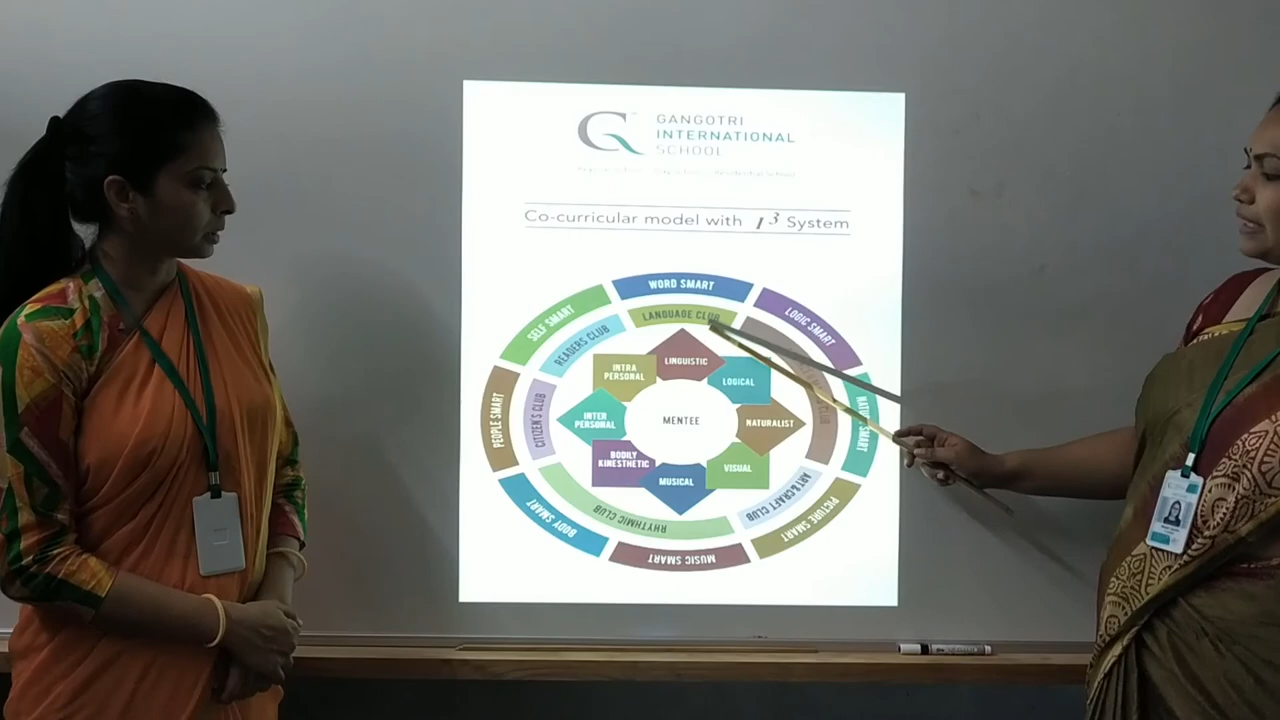 GANGOTRI
INTERNATIONAL
SCHOOL
Co-curricular model with I³ System
WORD SMART
LOGIC SMART
SMART
PICTURE SMART
MUSIC SMART
BODY SMART
PEOPLE SMART
SELF SMART
LANGUAGE CLUB
CLUB
ART & CRAFT CLUB
RHYTHMIC CLUB
CITIZEN'S CLUB
READERS CLUB
LINGUISTIC
LOGICAL
NATURALIST
VISUAL
MUSICAL
BODILY
KINESTHETIC
INTER
PERSONAL
INTRA
PERSONAL
MENTEE